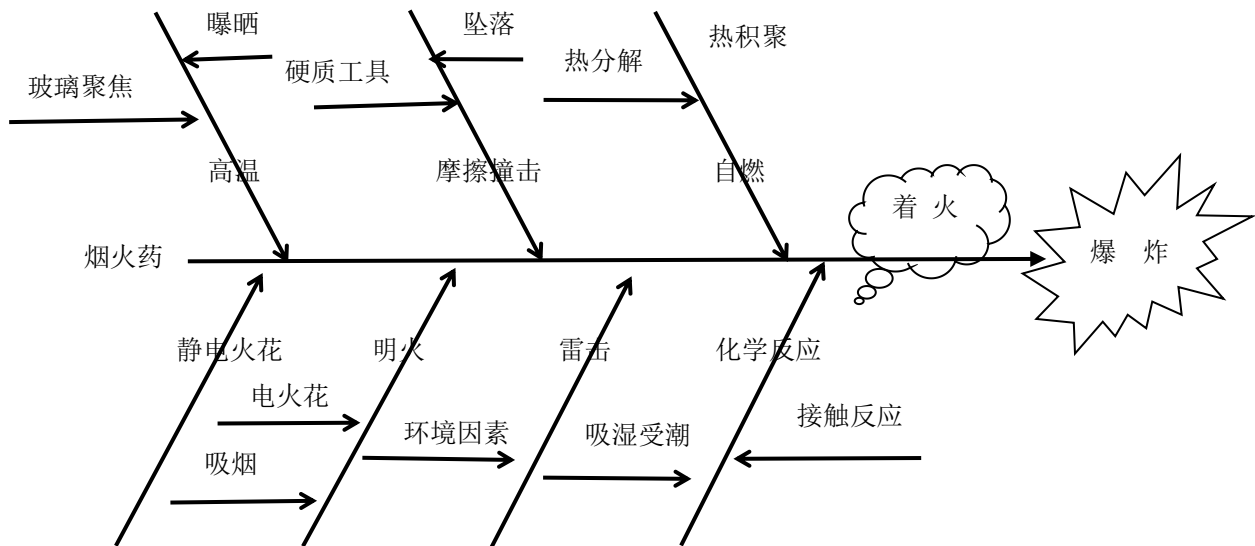 曝晒
坠落
热积聚
玻璃聚焦
硬质工具
热分解
高温
摩擦撞击
自燃
着火
烟火药
爆炸
静电火花
明火
雷击
化学反应
电火花
环境因素
吸湿受潮
接触反应
吸烟